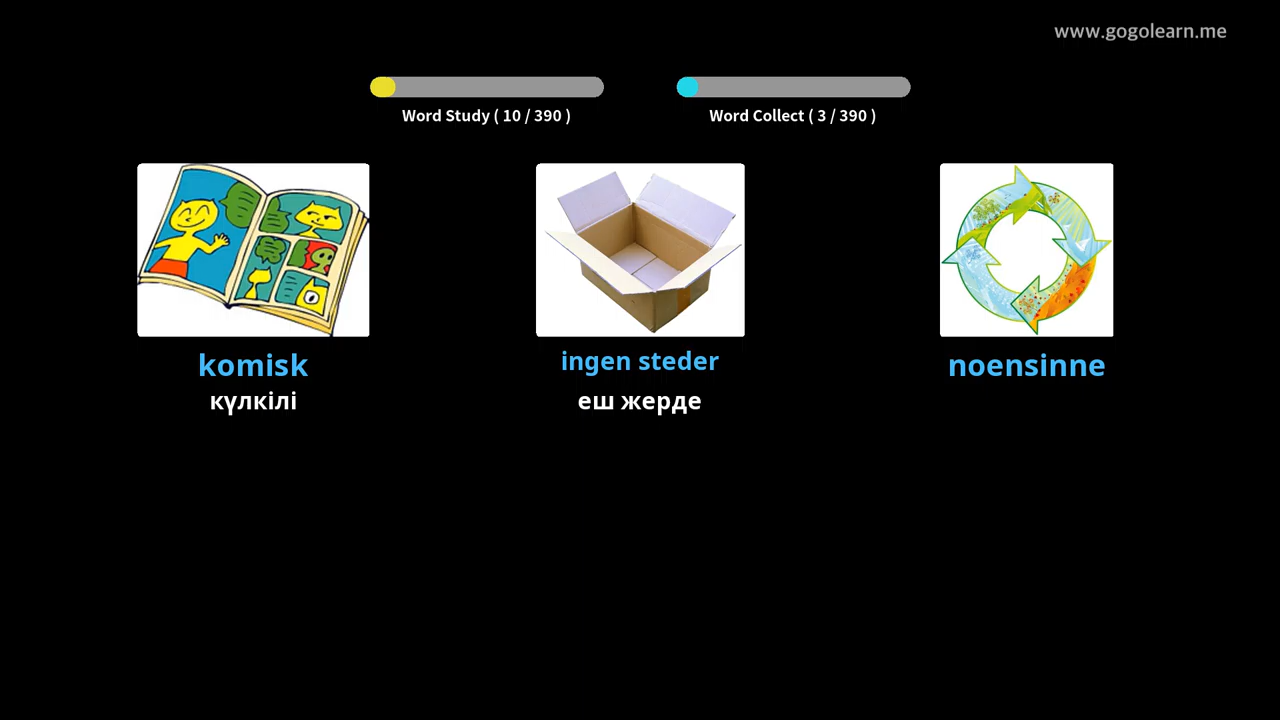 www.gogolearn.me
Word Study ( 10 / 390 )
Word Collect ( 3 / 390 )
komisk
күлкілі
ingen steder
еш жерде
noensinne